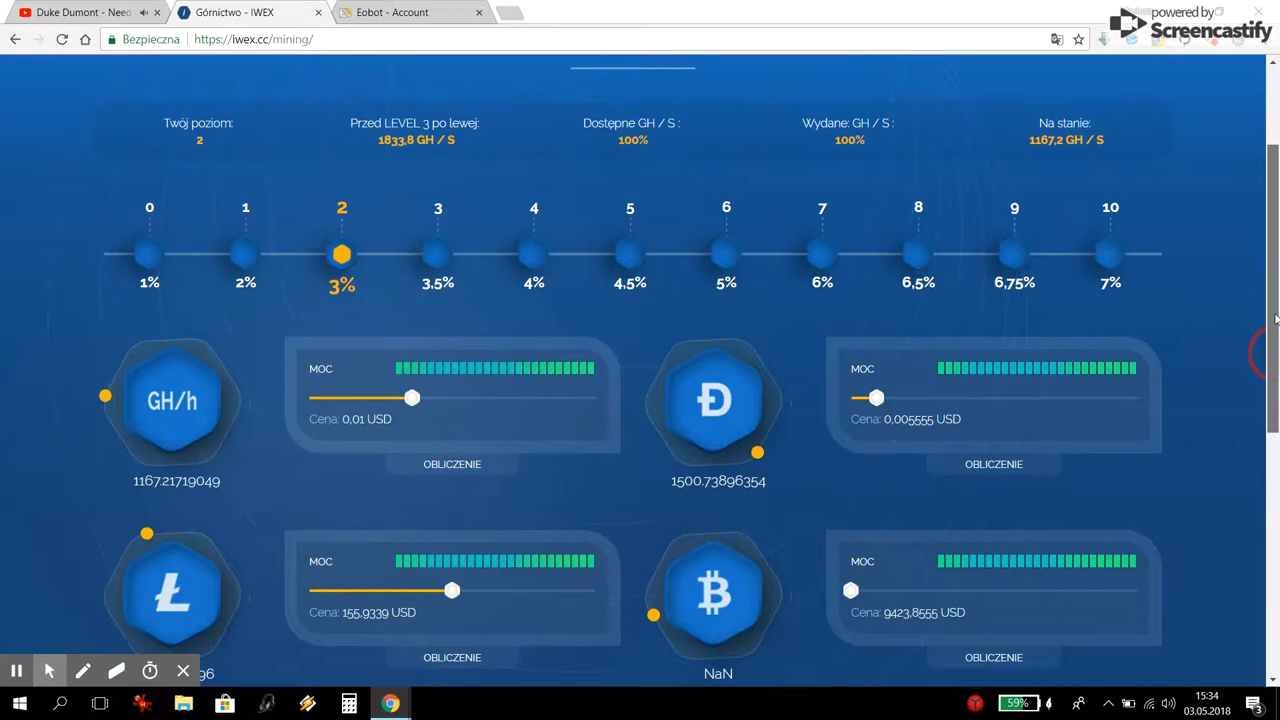 Duke Dumont - Need
Górnictwo - IWEX
Eobot - Account
powered by
Screencastify
Bezpieczna
https://iwex.cc/mining/
Twój poziom:
2
Przed LEVEL 3 po lewej:
1833,8 GH / S
Dostępne GH / S :
100%
Wydane: GH / S :
100%
Na stanie:
1167,2 GH / S
0 1 2 3 4 5 6 7 8 9 10
1% 2% 3% 3,5% 4% 4,5% 5% 6% 6,5% 6,75% 7%
GH/h
MOC
Cena: 0,01 USD
OBLICZENIE
1167.21719049
Ð
MOC
Cena: 0,005555 USD
OBLICZENIE
1500.73896354
Ł
MOC
Cena: 155,9339 USD
OBLICZENIE
96
₿
MOC
Cena: 9423,8555 USD
OBLICZENIE
NaN
59%
15:34
03.05.2018
3